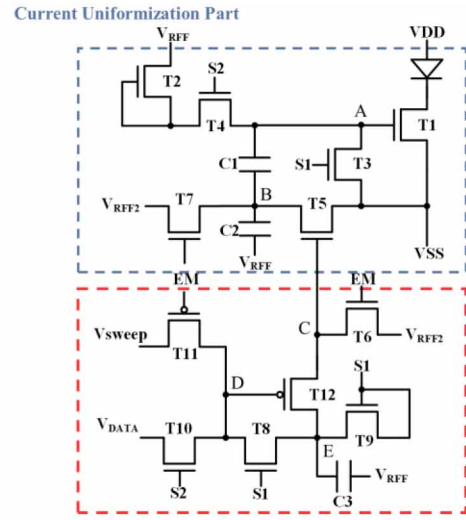 Current Uniformization Part
VRFF
VDD
S2
T2
A
T4
T1
C1
S1
T3
B
T7
T5
VRFF2
C2
VRFF
VSS
EM
EM
C
Vsweep
T6
VRFF2
T11
S1
D
T12
VDATA
T10
T8
T9
E
VRFF
S2
S1
C3